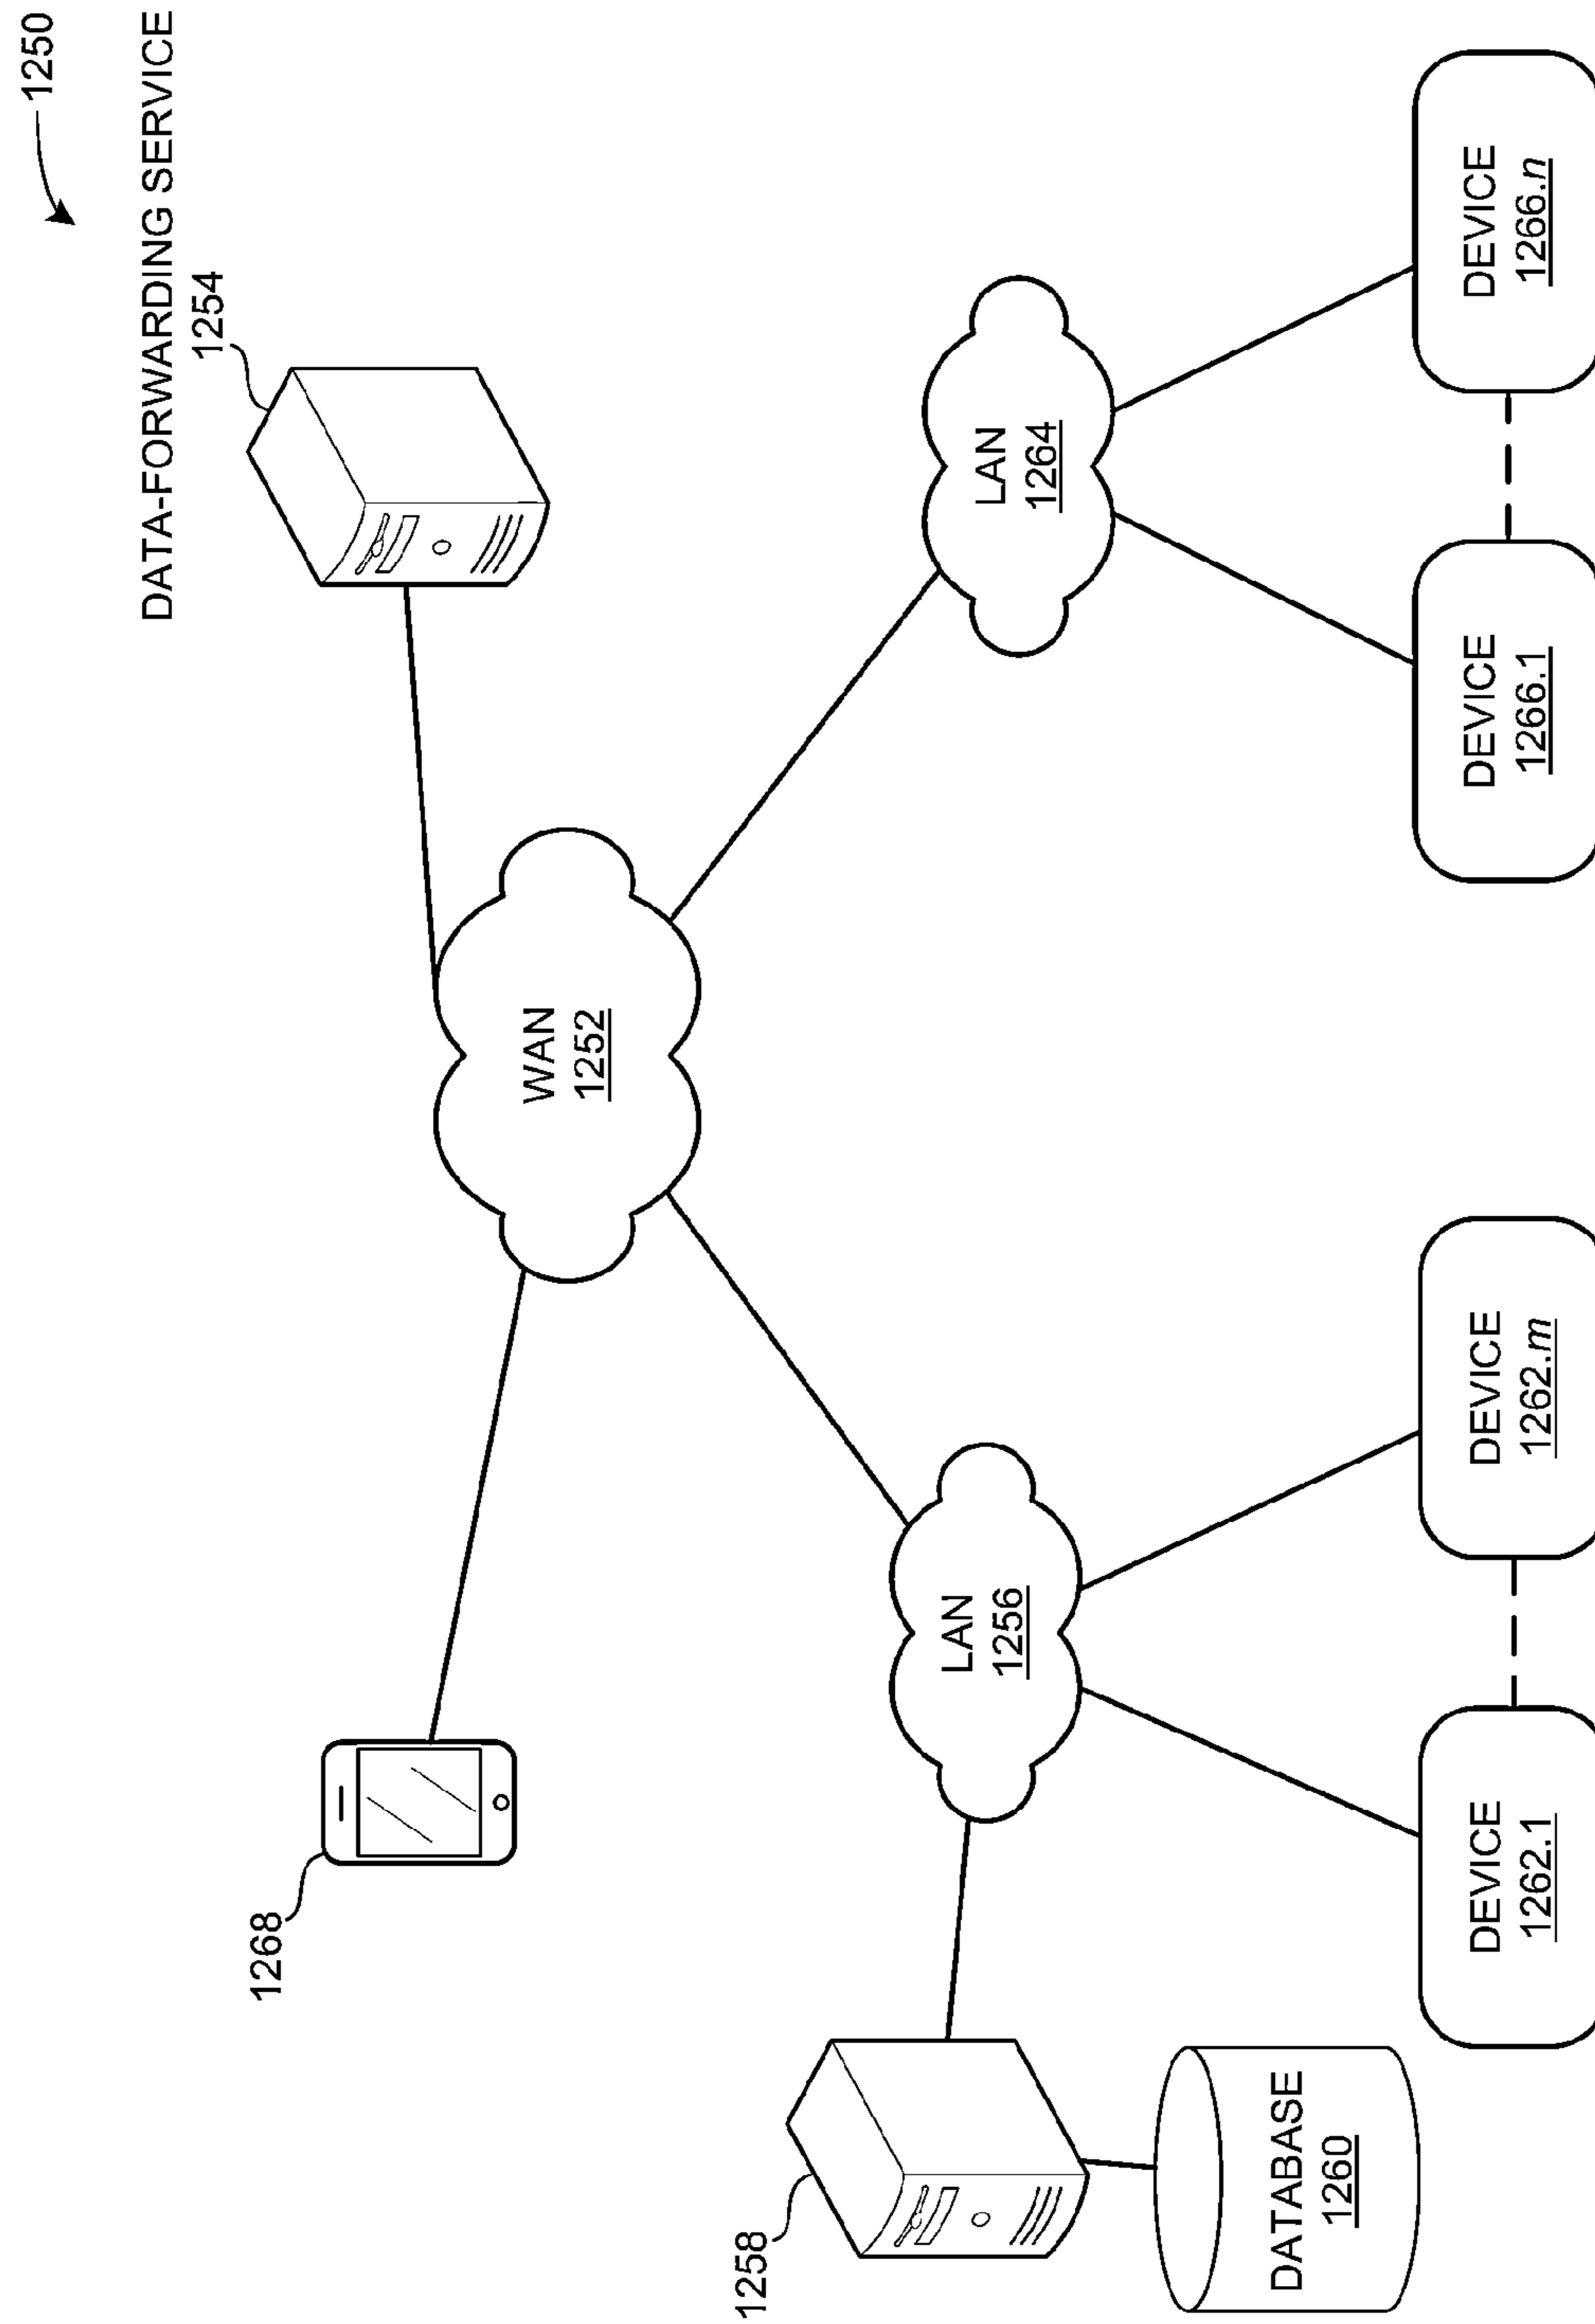 1250
DATA-FORWARDING SERVICE
1254
1268
WAN
1252
1258
LAN
1256
LAN
1264
DATABASE
1260
DEVICE
1262.1
DEVICE
1262.m
DEVICE
1266.1
DEVICE
1266.n